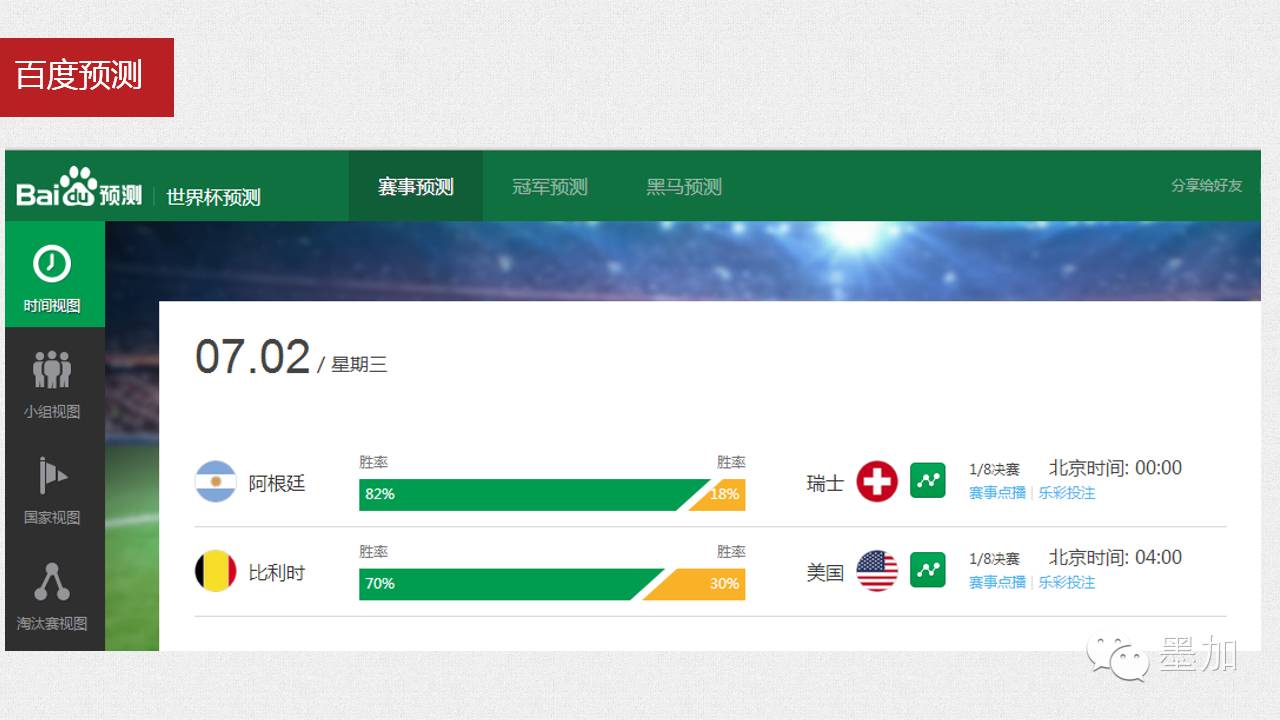 百度预测
Bai du 预测 | 世界杯预测
赛事预测
冠军预测
黑马预测
分享给好友
时间视图
小组视图
国家视图
淘汰赛视图
07.02 / 星期三
阿根廷
胜率
胜率
82%
18%
瑞士
1/8决赛 北京时间: 00:00
赛事点播 | 乐彩投注
比利时
胜率
胜率
70%
30%
美国
1/8决赛 北京时间: 04:00
赛事点播 | 乐彩投注
墨加